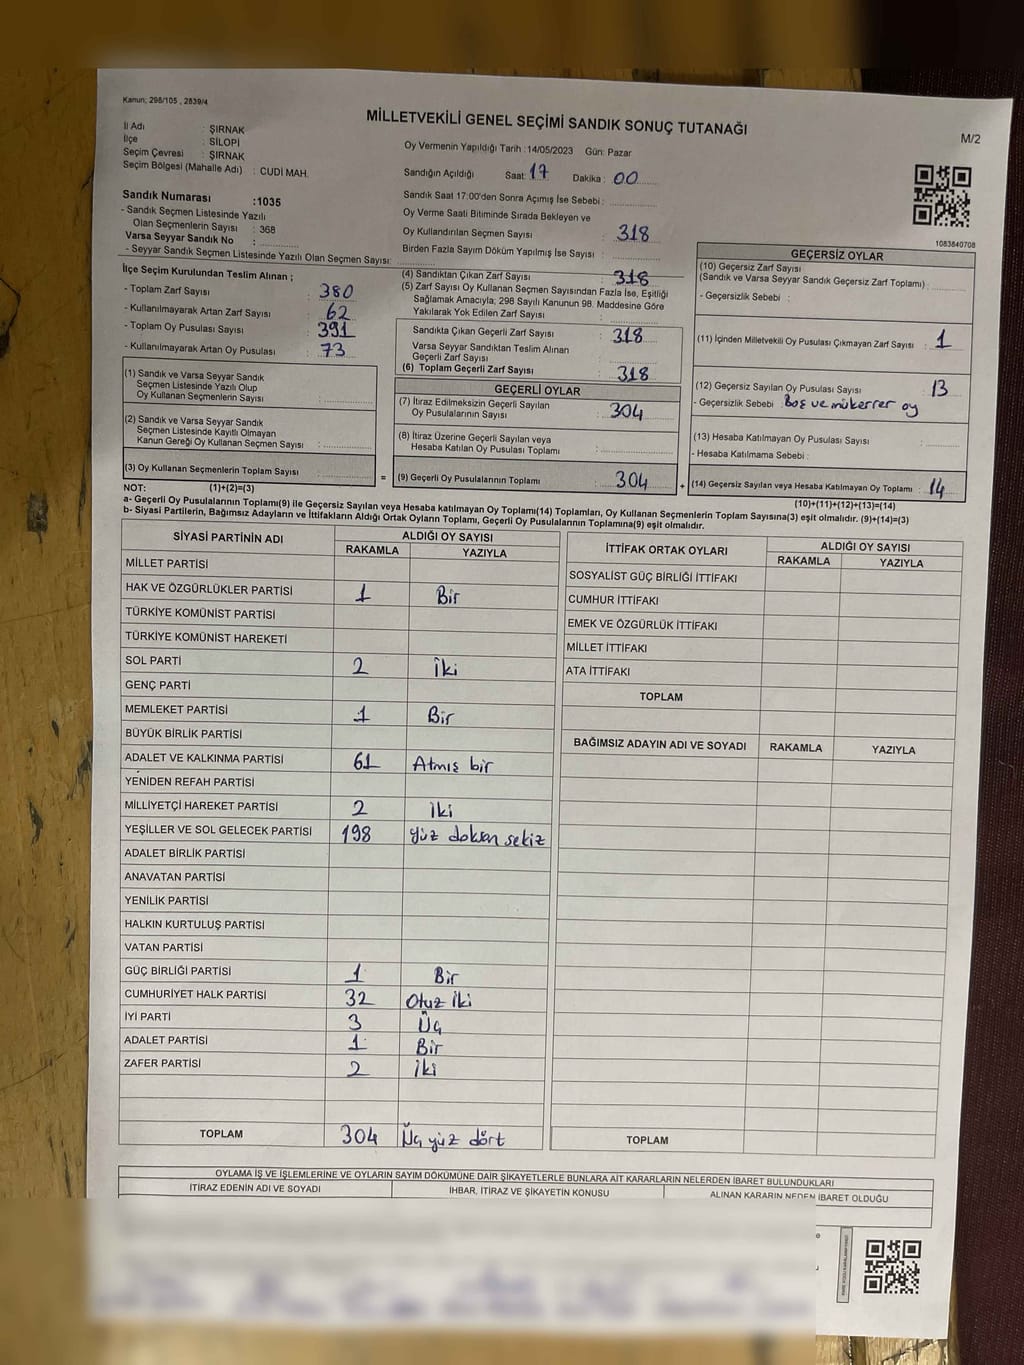 Kanun; 298/105 , 2839/4
MİLLETVEKİLİ GENEL SEÇİMİ SANDIK SONUÇ TUTANAĞI
M/2
İl Adı : ŞIRNAK
İlçe : SİLOPİ
Seçim Çevresi : ŞIRNAK
Seçim Bölgesi (Mahalle Adı) : CUDİ MAH.
Sandık Numarası :1035
- Sandık Seçmen Listesinde Yazılı
Olan Seçmenlerin Sayısı : 368
Varsa Seyyar Sandık No :
- Seyyar Sandık Seçmen Listesinde Yazılı Olan Seçmen Sayısı:
Oy Vermenin Yapıldığı Tarih :14/05/2023 Gün: Pazar
Sandığın Açıldığı Saat: 17 Dakika : 00
Sandık Saat 17:00'den Sonra Açılmış İse Sebebi :
Oy Verme Saati Bitiminde Sırada Bekleyen ve
Oy Kullandırılan Seçmen Sayısı : 318
Birden Fazla Sayım Döküm Yapılmış İse Sayısı :
1083840708
İlçe Seçim Kurulundan Teslim Alınan ;
- Toplam Zarf Sayısı : 380
- Kullanılmayarak Artan Zarf Sayısı : 62
- Toplam Oy Pusulası Sayısı : 391
- Kullanılmayarak Artan Oy Pusulası : 73
(1) Sandık ve Varsa Seyyar Sandık
Seçmen Listesinde Yazılı Olup
Oy Kullanan Seçmenlerin Sayısı :
(2) Sandık ve Varsa Seyyar Sandık
Seçmen Listesinde Kayıtlı Olmayan
Kanun Gereği Oy Kullanan Seçmen Sayısı :
(3) Oy Kullanan Seçmenlerin Toplam Sayısı :
(4) Sandıktan Çıkan Zarf Sayısı : 318
(5) Zarf Sayısı Oy Kullanan Seçmen Sayısından Fazla İse, Eşitliği
Sağlamak Amacıyla; 298 Sayılı Kanunun 98. Maddesine Göre
Yakılarak Yok Edilen Zarf Sayısı :
Sandıkta Çıkan Geçerli Zarf Sayısı : 318
Varsa Seyyar Sandıktan Teslim Alınan
Geçerli Zarf Sayısı :
(6) Toplam Geçerli Zarf Sayısı : 318
GEÇERLİ OYLAR
(7) İtiraz Edilmeksizin Geçerli Sayılan
Oy Pusulalarının Sayısı : 304
(8) İtiraz Üzerine Geçerli Sayılan veya
Hesaba Katılan Oy Pusulası Toplamı :
= (9) Geçerli Oy Pusulalarının Toplamı : 304
GEÇERSİZ OYLAR
(10) Geçersiz Zarf Sayısı
(Sandık ve Varsa Seyyar Sandık Geçersiz Zarf Toplamı) :
- Geçersizlik Sebebi :
(11) İçinden Milletvekili Oy Pusulası Çıkmayan Zarf Sayısı : 1
(12) Geçersiz Sayılan Oy Pusulası Sayısı : 13
- Geçersizlik Sebebi : Boş ve mükerrer oy
(13) Hesaba Katılmayan Oy Pusulası Sayısı :
- Hesaba Katılmama Sebebi :
+ (14) Geçersiz Sayılan veya Hesaba Katılmayan Oy Toplamı : 14
NOT: (1)+(2)=(3) (10)+(11)+(12)+(13)=(14)
a- Geçerli Oy Pusulalarının Toplamı(9) ile Geçersiz Sayılan veya Hesaba katılmayan Oy Toplamı(14) Toplamları, Oy Kullanan Seçmenlerin Toplam Sayısına(3) eşit olmalıdır. (9)+(14)=(3)
b- Siyasi Partilerin, Bağımsız Adayların ve İttifakların Aldığı Ortak Oyların Toplamı, Geçerli Oy Pusulalarının Toplamına(9) eşit olmalıdır.
SİYASİ PARTİNİN ADI ALDIĞI OY SAYISI
RAKAMLA YAZIYLA
MİLLET PARTİSİ
HAK VE ÖZGÜRLÜKLER PARTİSİ 1 Bir
TÜRKİYE KOMÜNİST PARTİSİ
TÜRKİYE KOMÜNİST HAREKETİ
SOL PARTİ 2 İki
GENÇ PARTİ
MEMLEKET PARTİSİ 1 Bir
BÜYÜK BİRLİK PARTİSİ
ADALET VE KALKINMA PARTİSİ 61 Atmış bir
YENİDEN REFAH PARTİSİ
MİLLİYETÇİ HAREKET PARTİSİ 2 İki
YEŞİLLER VE SOL GELECEK PARTİSİ 198 yüz doksan sekiz
ADALET BİRLİK PARTİSİ
ANAVATAN PARTİSİ
YENİLİK PARTİSİ
HALKIN KURTULUŞ PARTİSİ
VATAN PARTİSİ
GÜÇ BİRLİĞİ PARTİSİ 1 Bir
CUMHURİYET HALK PARTİSİ 32 Otuz İki
İYİ PARTİ 3 Üç
ADALET PARTİSİ 1 Bir
ZAFER PARTİSİ 2 İki
TOPLAM 304 Üç yüz dört
İTTİFAK ORTAK OYLARI ALDIĞI OY SAYISI
RAKAMLA YAZIYLA
SOSYALİST GÜÇ BİRLİĞİ İTTİFAKI
CUMHUR İTTİFAKI
EMEK VE ÖZGÜRLÜK İTTİFAKI
MİLLET İTTİFAKI
ATA İTTİFAKI
TOPLAM
BAĞIMSIZ ADAYIN ADI VE SOYADI RAKAMLA YAZIYLA
TOPLAM
OYLAMA İŞ VE İŞLEMLERİNE VE OYLARIN SAYIM DÖKÜMÜNE DAİR ŞİKAYETLERLE BUNLARA AİT KARARLARIN NELERDEN İBARET BULUNDUKLARI
İTİRAZ EDENİN ADI VE SOYADI İHBAR, İTİRAZ VE ŞİKAYETİN KONUSU ALINAN KARARIN NEDEN İBARET OLDUĞU